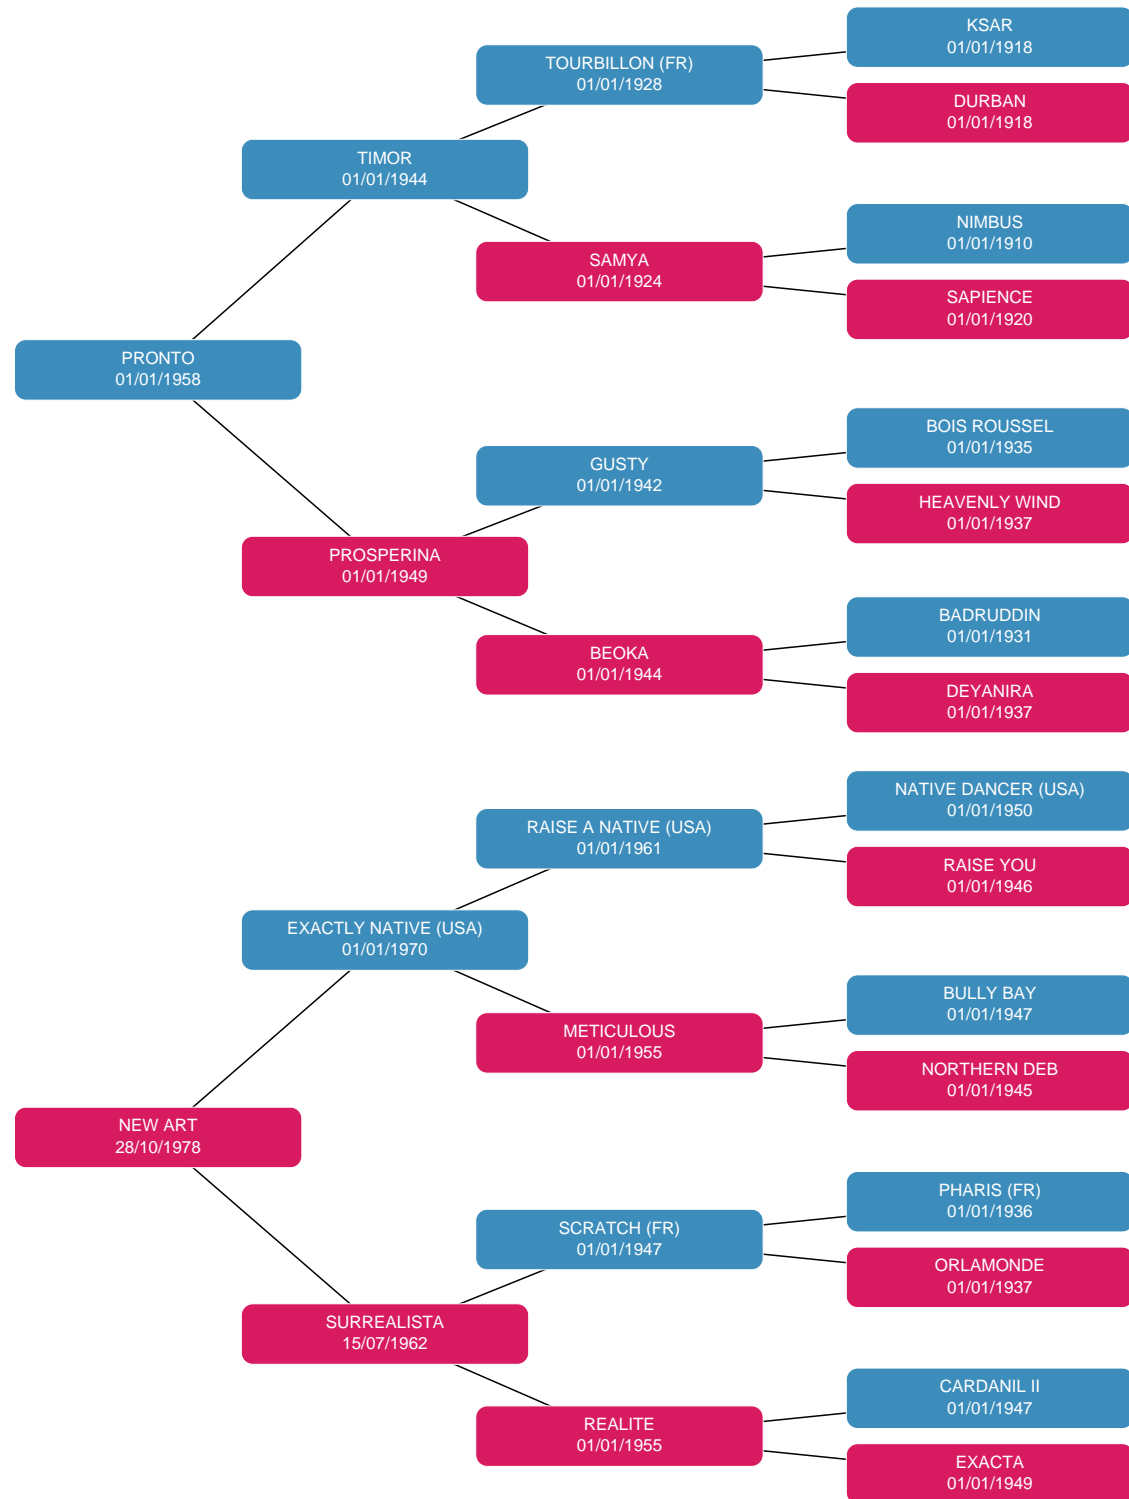 KSAR
01/01/1918
TOURBILLON (FR)
01/01/1928
DURBAN
01/01/1918
TIMOR
01/01/1944
NIMBUS
01/01/1910
SAMYA
01/01/1924
SAPIENCE
01/01/1920
PRONTO
01/01/1958
BOIS ROUSSEL
01/01/1935
GUSTY
01/01/1942
HEAVENLY WIND
01/01/1937
PROSPERINA
01/01/1949
BADRUDDIN
01/01/1931
BEOKA
01/01/1944
DEYANIRA
01/01/1937
NATIVE DANCER (USA)
01/01/1950
RAISE A NATIVE (USA)
01/01/1961
RAISE YOU
01/01/1946
EXACTLY NATIVE (USA)
01/01/1970
BULLY BAY
01/01/1947
METICULOUS
01/01/1955
NORTHERN DEB
01/01/1945
NEW ART
28/10/1978
PHARIS (FR)
01/01/1936
SCRATCH (FR)
01/01/1947
ORLAMONDE
01/01/1937
SURREALISTA
15/07/1962
CARDANIL II
01/01/1947
REALITE
01/01/1955
EXACTA
01/01/1949